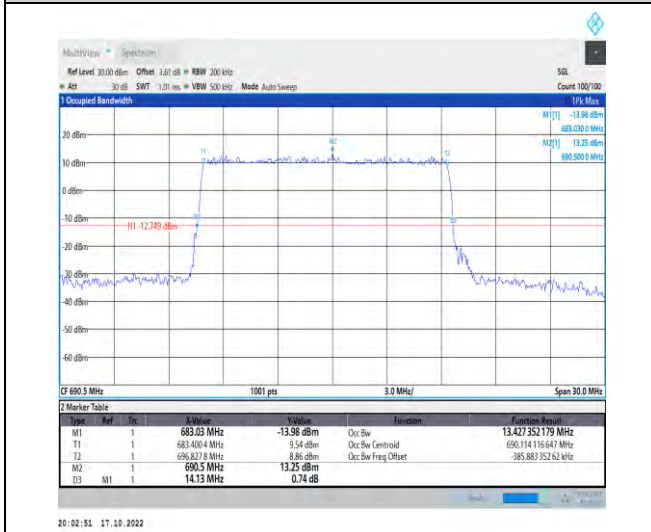 MultiView Spectrum
Ref Level 30.00 dBm Offset 3.61 dB RBW 200 kHz SGL
Att 30 dB SWT 1.01 ms VBW 500 kHz Mode Auto Sweep Count 100/100
1 Occupied Bandwidth 1Pk Max
M1[1] -13.98 dBm
683.030 0 MHz
M2[1] 13.25 dBm
690.500 0 MHz
20 dBm
M2
T1 T2
10 dBm
0 dBm
-10 dBm
M1
H1 -12.749 dBm
-30 dBm
-40 dBm
-50 dBm
-60 dBm
CF 690.5 MHz 1001 pts 3.0 MHz/ Span 30.0 MHz
2 Marker Table
Type Ref Trc X-Value Y-Value Function Function Result
M1 1 683.03 MHz -13.98 dBm Occ Bw 13.427 352 179 MHz
T1 1 683.400 4 MHz 9.54 dBm Occ Bw Centroid 690.114 116 647 MHz
T2 1 696.827 8 MHz 8.86 dBm Occ Bw Freq Offset -385.883 352 62 kHz
M2 1 690.5 MHz 13.25 dBm
D3 M1 1 14.13 MHz 0.74 dB
20:02:51 17.10.2022